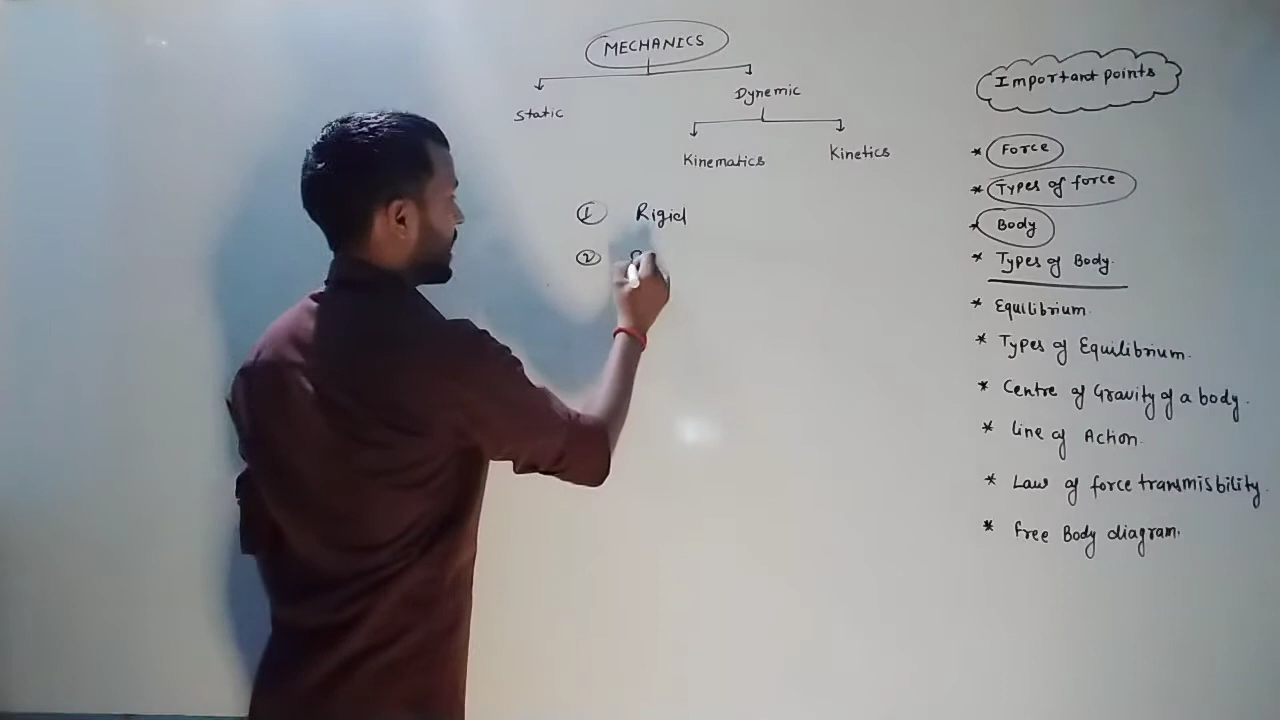 MECHANICS
Static
Dynemic
Kinematics
Kinetics
① Rigid
②
Important points
* Force
* Types of force
* Body
* Types of Body.
* Equilibrium.
* Types of Equilibrium.
* Centre of Gravity of a body.
* Line of Action.
* Law of force transmisbility.
* free Body diagram.